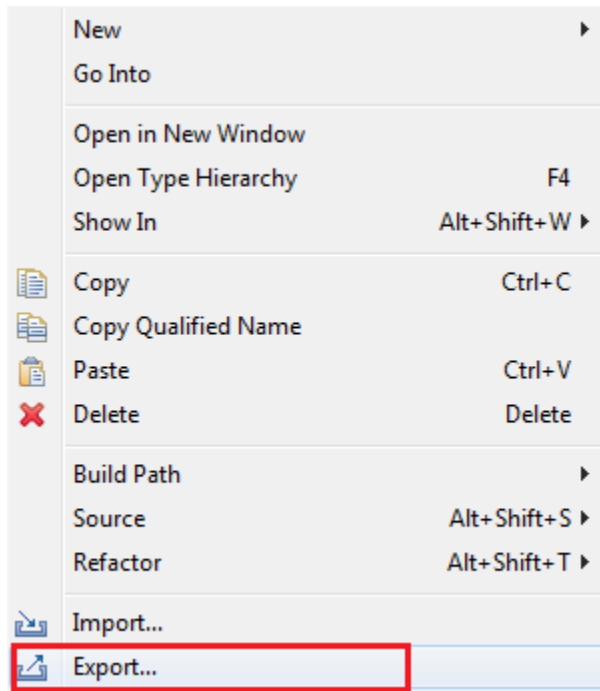 New
Go Into
Open in New Window
Open Type Hierarchy F4
Show In Alt+Shift+W
Copy Ctrl+C
Copy Qualified Name
Paste Ctrl+V
Delete Delete
Build Path
Source Alt+Shift+S
Refactor Alt+Shift+T
Import...
Export...